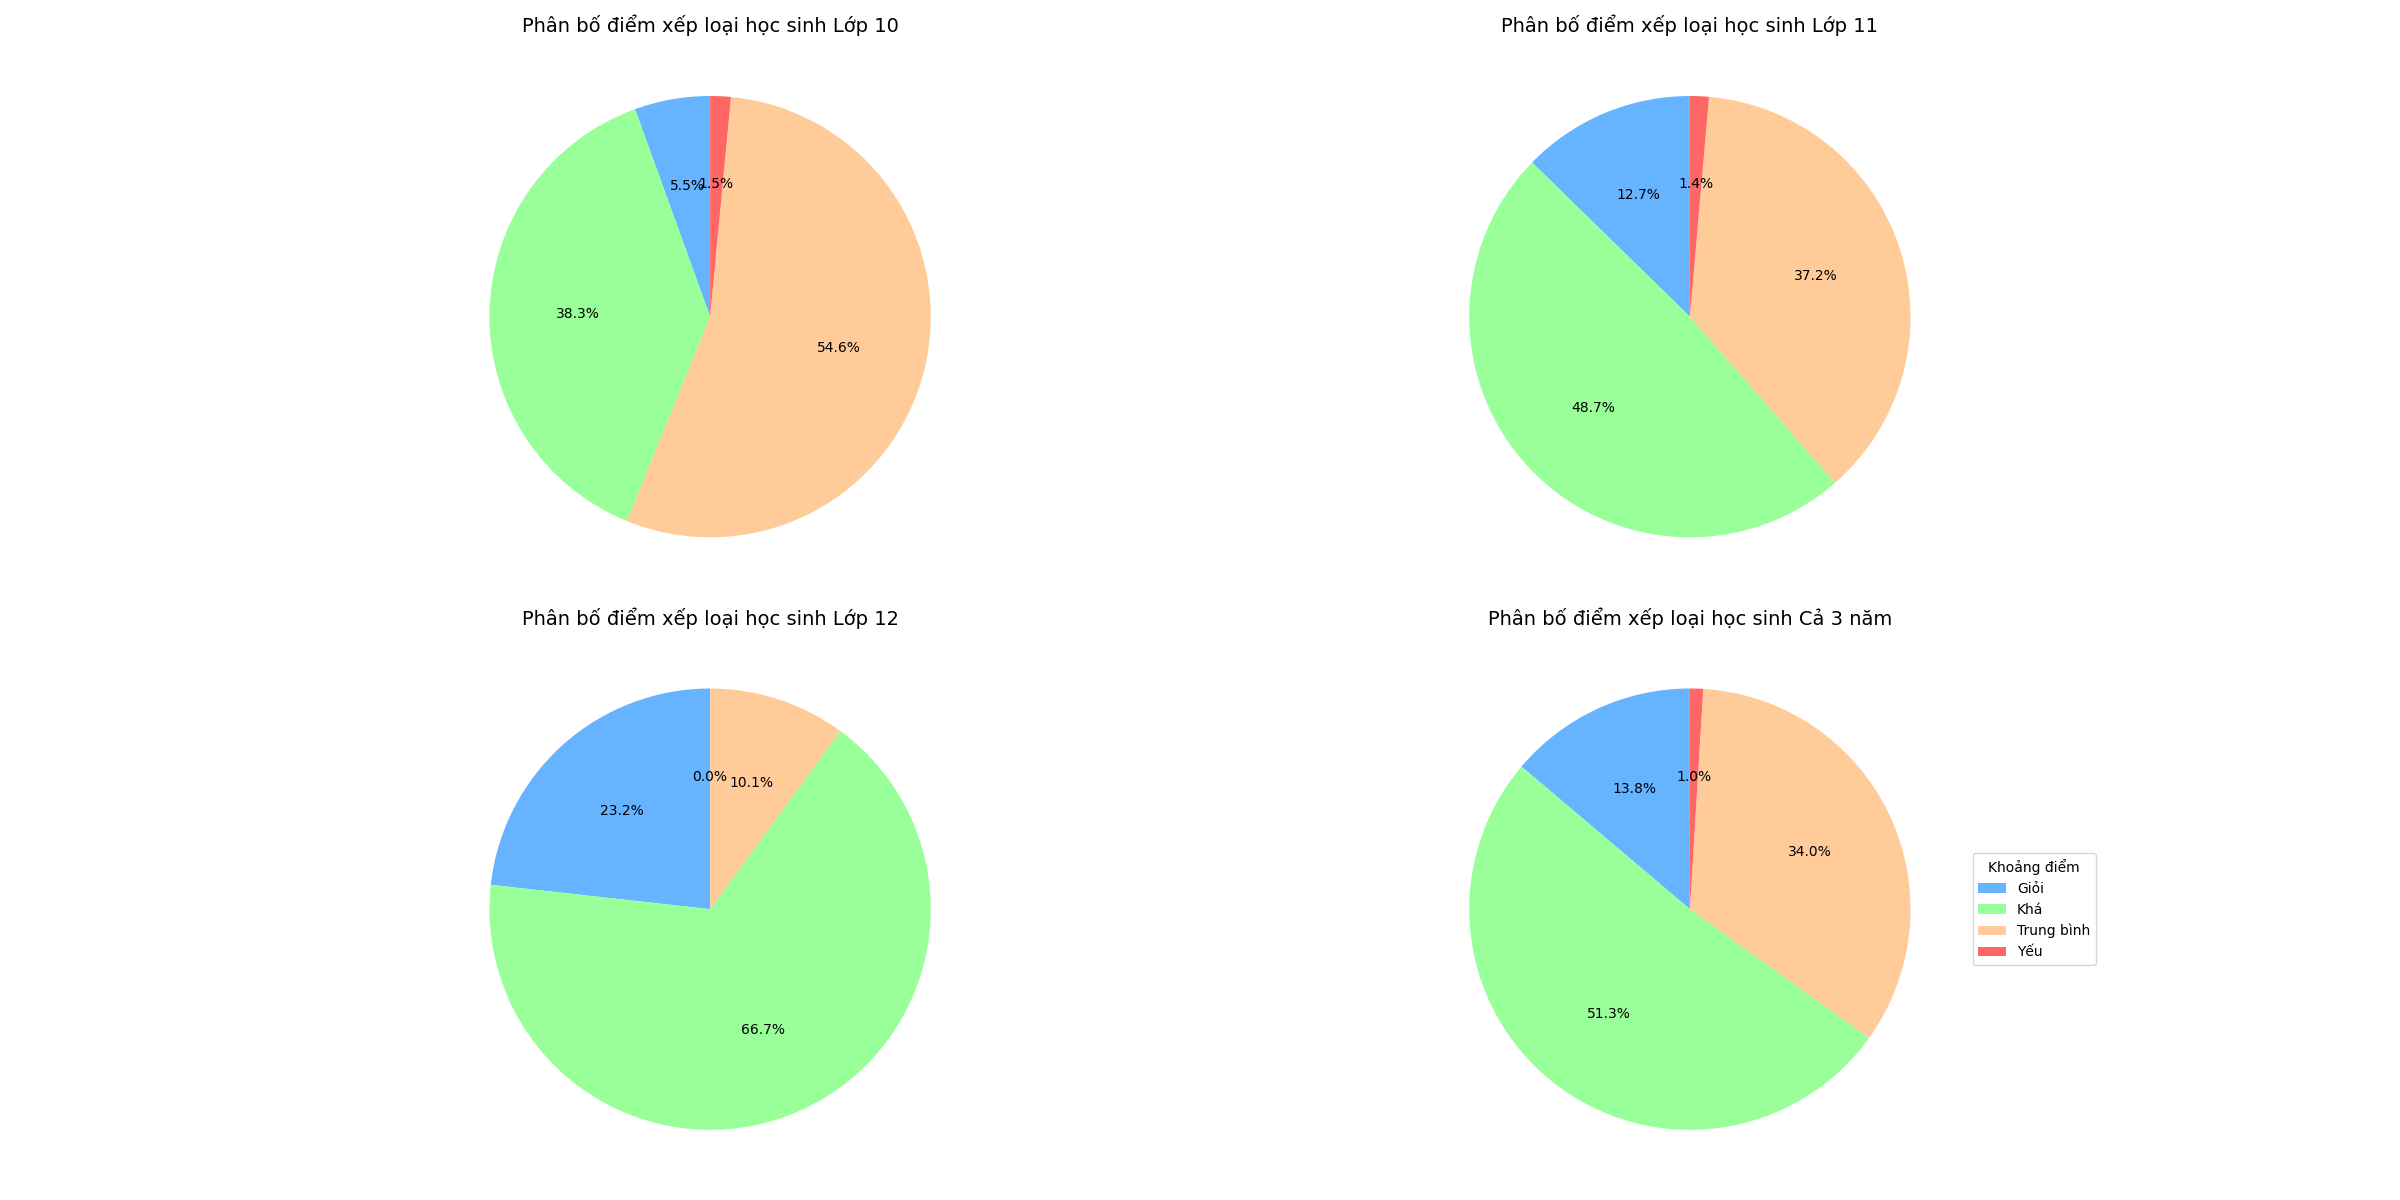 Phân bố điểm xếp loại học sinh Lớp 10
5.5%
1.5%
38.3%
54.6%
Phân bố điểm xếp loại học sinh Lớp 11
12.7%
1.4%
37.2%
48.7%
Phân bố điểm xếp loại học sinh Lớp 12
0.0%
10.1%
23.2%
66.7%
Phân bố điểm xếp loại học sinh Cả 3 năm
1.0%
13.8%
34.0%
51.3%
Khoảng điểm
Giỏi
Khá
Trung bình
Yếu